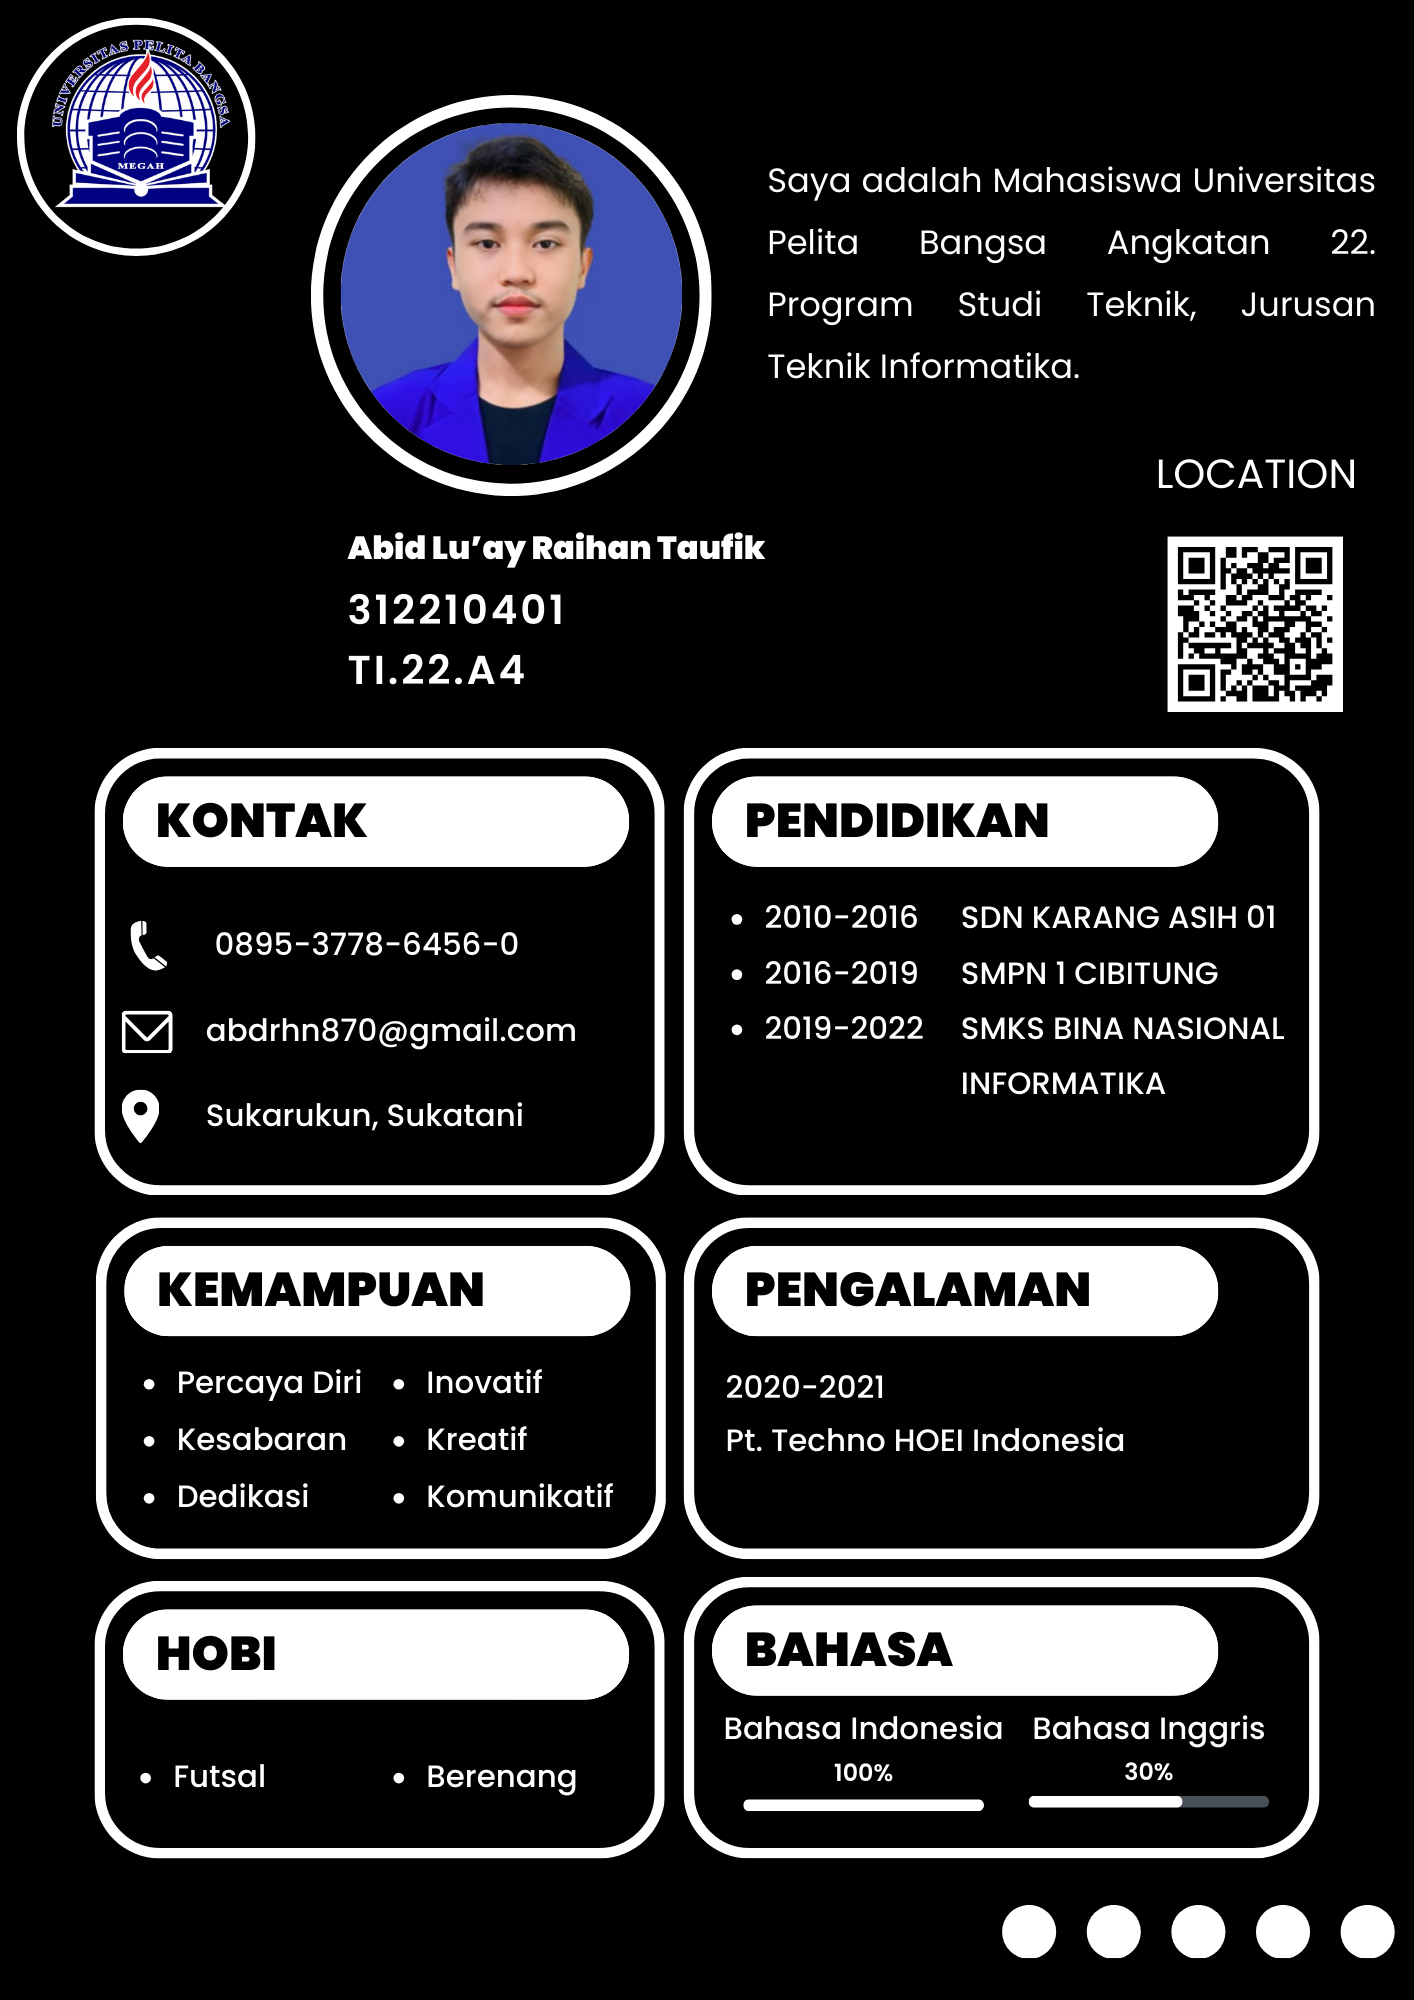 UNIVERSITAS PELITA BANGSA
MEGAH
Saya adalah Mahasiswa Universitas
Pelita Bangsa Angkatan 22.
Program Studi Teknik, Jurusan
Teknik Informatika.
LOCATION
Abid Lu’ay Raihan Taufik
312210401
TI.22.A4
KONTAK
0895-3778-6456-0
abdrhn870@gmail.com
Sukarukun, Sukatani
PENDIDIKAN
• 2010-2016 SDN KARANG ASIH 01
• 2016-2019 SMPN 1 CIBITUNG
• 2019-2022 SMKS BINA NASIONAL
INFORMATIKA
KEMAMPUAN
• Percaya Diri • Inovatif
• Kesabaran • Kreatif
• Dedikasi • Komunikatif
PENGALAMAN
2020-2021
Pt. Techno HOEI Indonesia
HOBI
• Futsal • Berenang
BAHASA
Bahasa Indonesia Bahasa Inggris
100% 30%